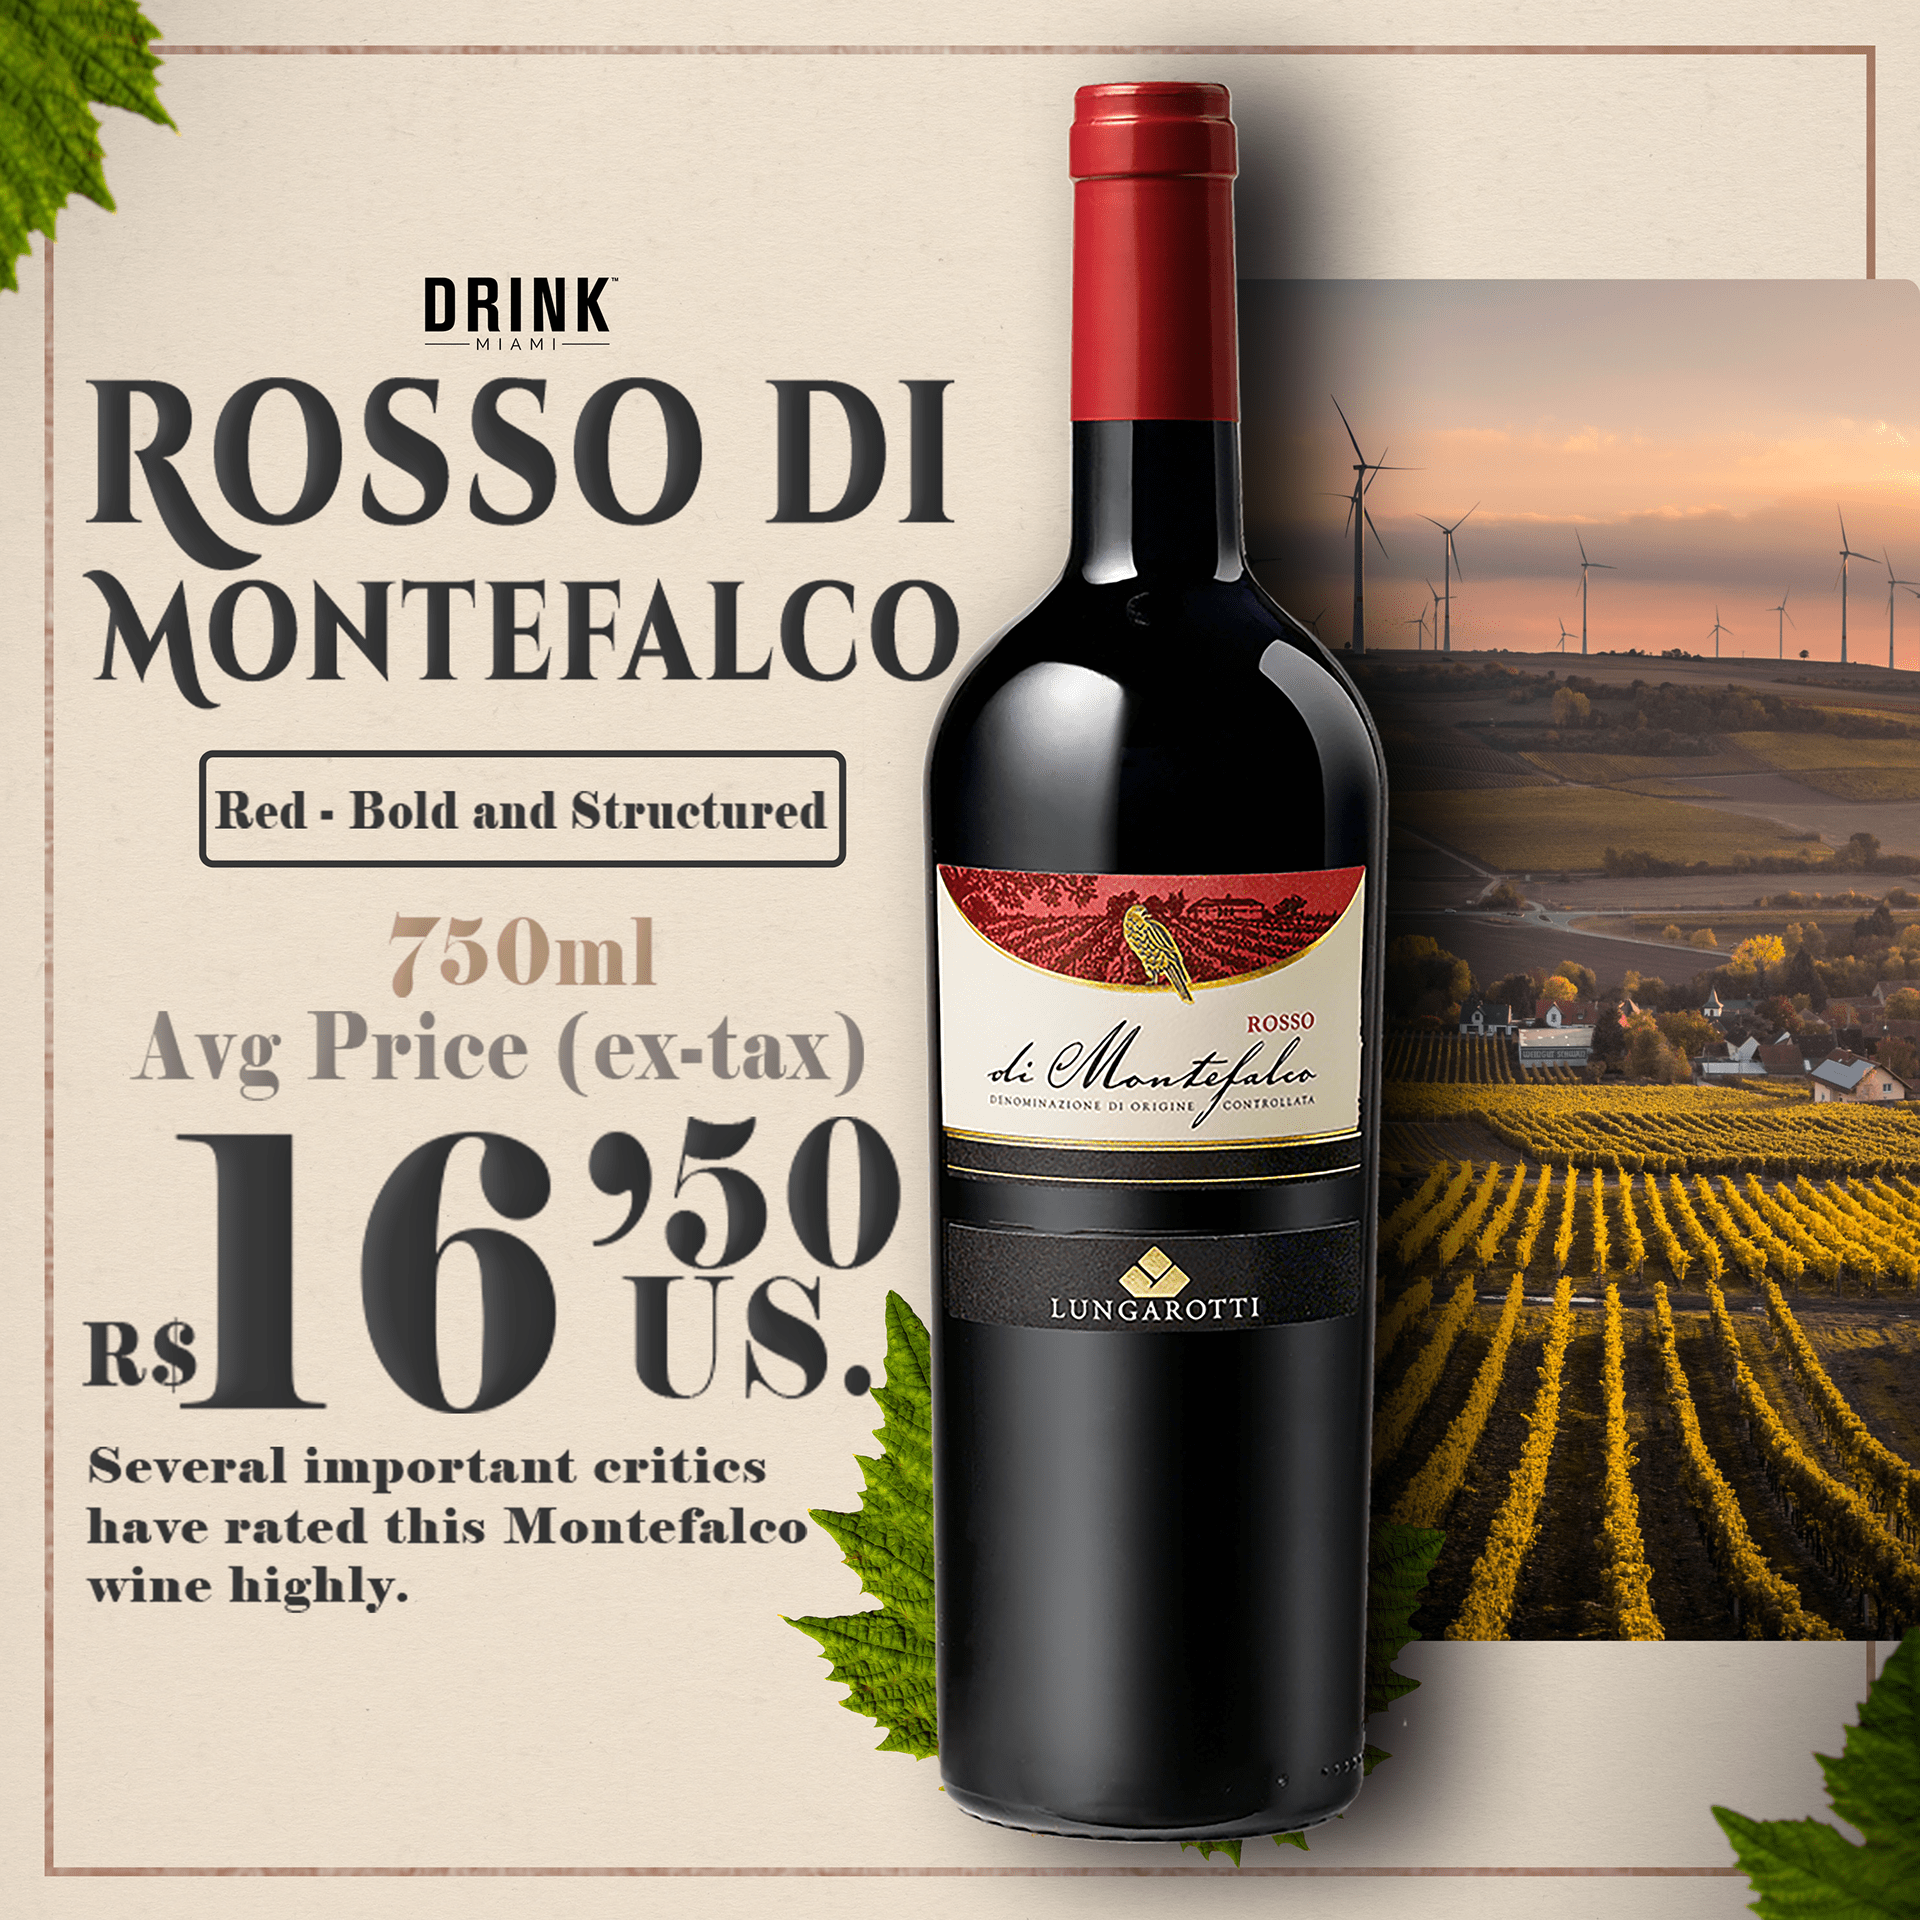 DRINK™
MIAMI
ROSSO DI
MONTEFALCO
Red - Bold and Structured
750ml
Avg Price (ex-tax)
R$16,50
US.
Several important critics
have rated this Montefalco
wine highly.
ROSSO
di Montefalco
DENOMINAZIONE DI ORIGINE CONTROLLATA
LUNGAROTTI